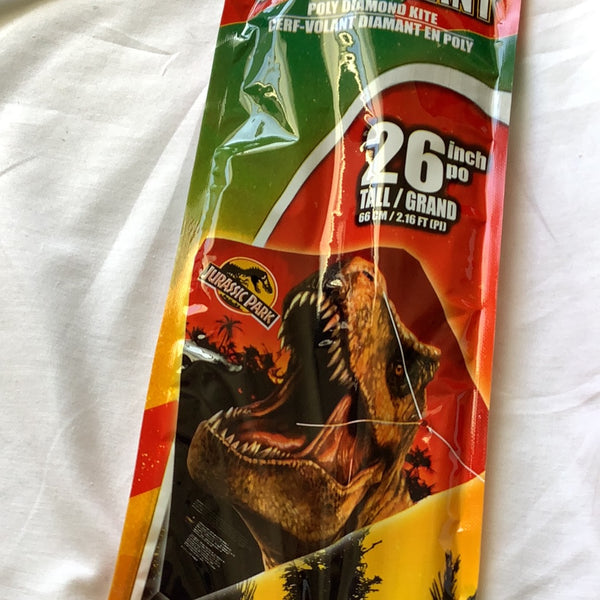 POLY DIAMOND KITE
CERF-VOLANT DIAMANT EN POLY
26 inch
po
TALL / GRAND
66 CM / 2.16 FT (PI)
JURASSIC PARK